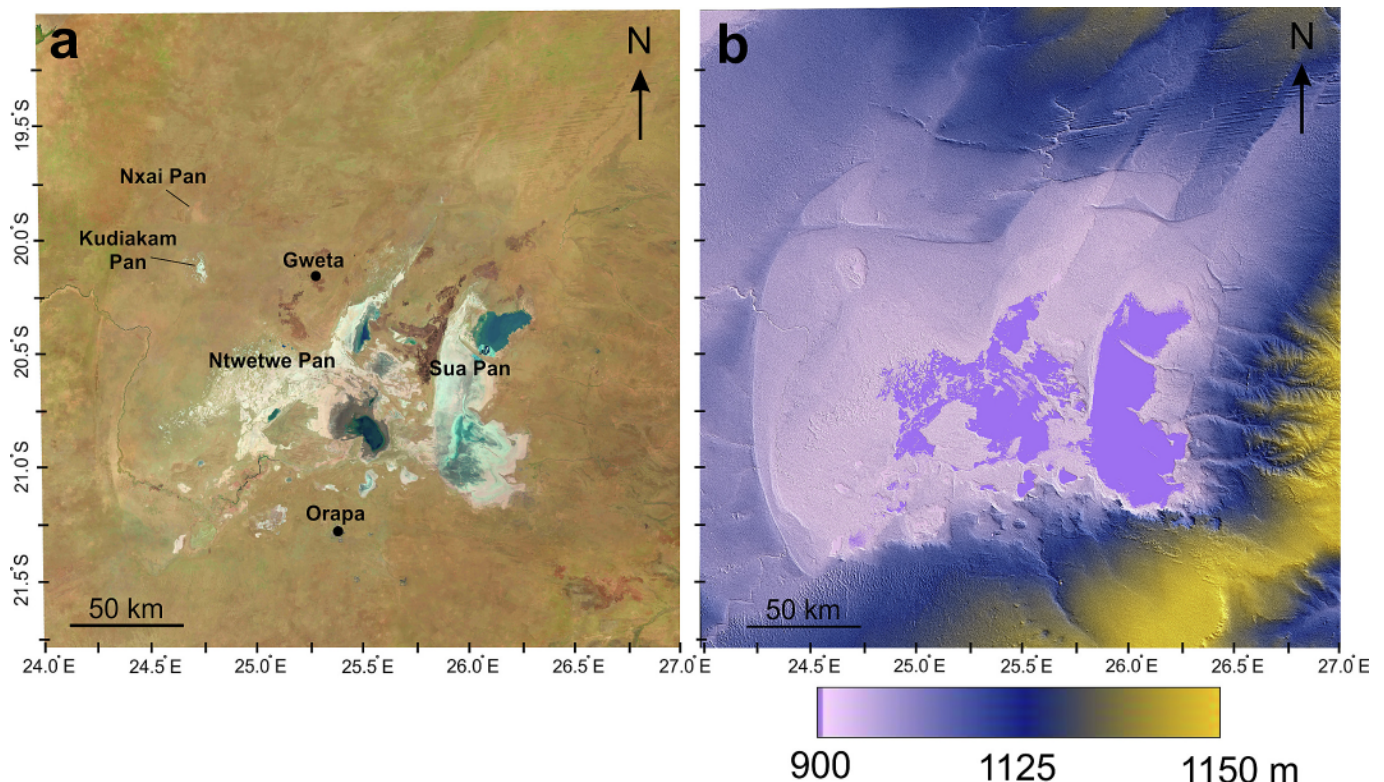 a
N
b
N
19.5°S
20.0°S
20.5°S
21.0°S
21.5°S
Nxai Pan
Kudiakam
Pan
Gweta
Ntwetwe Pan
Sua Pan
Orapa
50 km
50 km
24.0°E 24.5°E 25.0°E 25.5°E 26.0°E 26.5°E 27.0°E
24.5°E 25.0°E 25.5°E 26.0°E 26.5°E 27.0°E
900 1125 1150 m